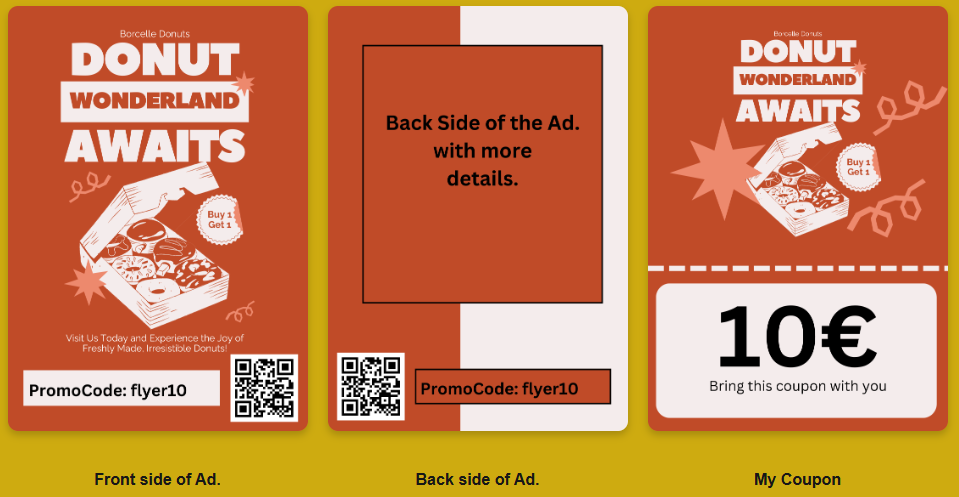 Borcelle Donuts
DONUT
WONDERLAND
AWAITS
Buy 1
Get 1
Visit Us Today and Experience the Joy of
Freshly Made, Irresistible Donuts!
PromoCode: flyer10
Back Side of the Ad.
with more
details.
PromoCode: flyer10
Borcelle Donuts
DONUT
WONDERLAND
AWAITS
Buy 1
Get 1
10€
Bring this coupon with you
Front side of Ad.
Back side of Ad.
My Coupon